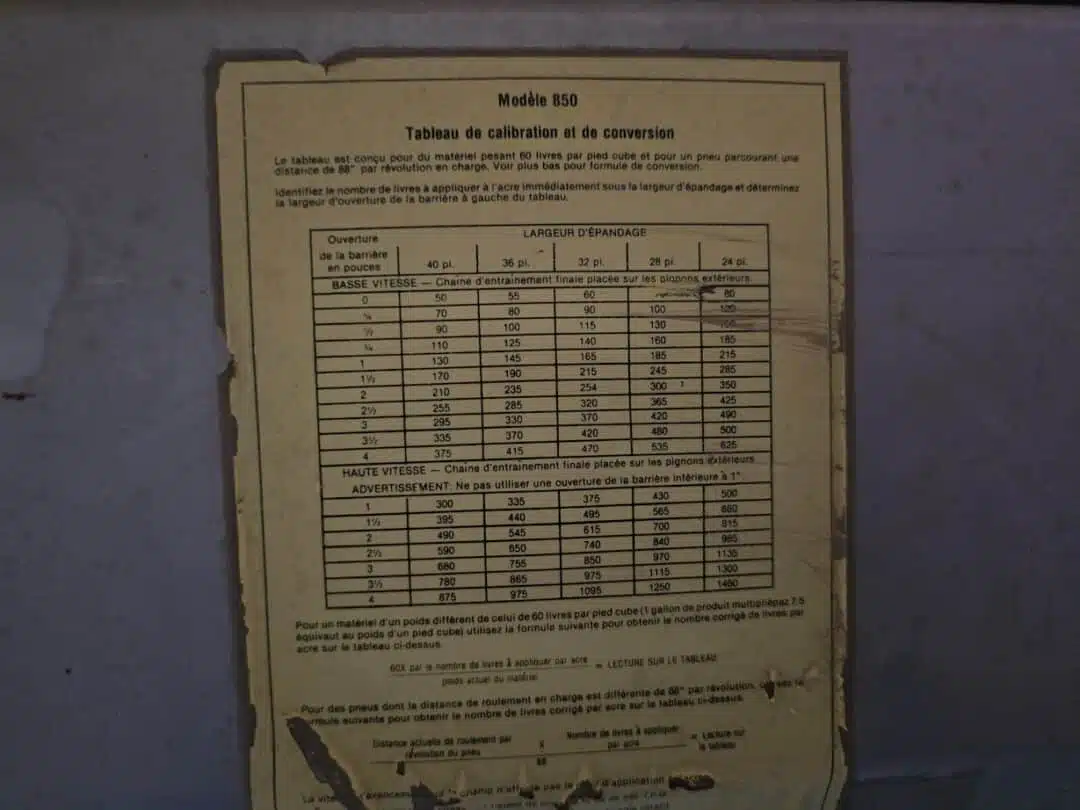 Modèle 850
Tableau de calibration et de conversion
Le tableau est conçu pour du matériel pesant 60 livres par pied cube et pour un pneu parcourant une
distance de 88" par révolution en charge. Voir plus bas pour formule de conversion.
Identifiez le nombre de livres à appliquer à l'acre immédiatement sous la largeur d'épandage et déterminez
la largeur d'ouverture de la barrière à gauche du tableau.
Ouverture de la barrière en pouces
LARGEUR D'ÉPANDAGE
40 pi. 36 pi. 32 pi. 28 pi. 24 pi.
BASSE VITESSE — Chaine d'entrainement finale placée sur les pignons extérieurs.
0 50 55 60 80
¼ 70 80 90 100 120
½ 90 100 115 130
¾ 110 125 140 160 185
1 130 145 165 185 215
1½ 170 190 215 245 285
2 210 235 254 300 350
2½ 255 285 320 365 425
3 295 330 370 420 490
3½ 335 370 420 480 500
4 375 415 470 535 625
HAUTE VITESSE — Chaine d'entrainement finale placée sur les pignons extérieurs
ADVERTISSEMENT: Ne pas utiliser une ouverture de la barrière intérieure à 1"
1 300 335 375 430 500
1½ 395 440 495 565 660
2 490 545 615 700 815
2½ 590 650 740 840 985
3 680 755 850 970 1135
3½ 780 865 975 1115 1300
4 875 975 1095 1250 1460
Pour un matériel d'un poids différent de celui de 60 livres par pied cube (1 gallon de produit multipliépaz 7.5
équivaut au poids d'un pied cube) utilisez la formule suivante pour obtenir le nombre corrigé de livres par
acre sur le tableau ci-dessus.
60X par le nombre de livres à appliquer par acre = LECTURE SUR LE TABLEAU
poids actuel du matériel
Pour des pneus dont la distance de roulement en charge est différente de 88" par révolution, la
formule suivante pour obtenir le nombre de livres corrigé par acre sur le tableau ci-dessus.
Distance actuelle de roulement par révolution du pneu X Nombre de livres à appliquer par acre = Lecture sur le tableau
88
champ n'aff pas le d'application